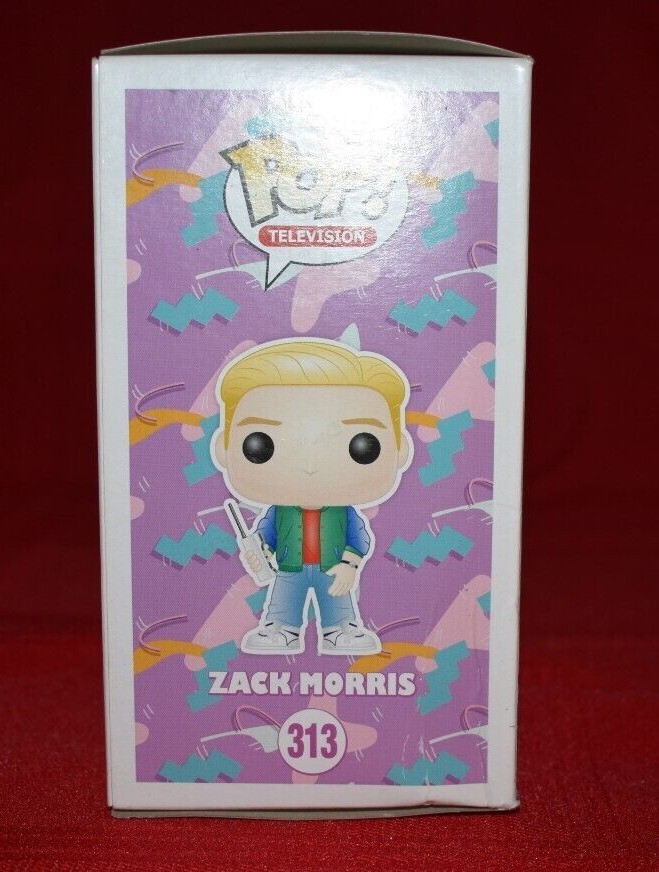 POP!
TELEVISION
ZACK MORRIS
313